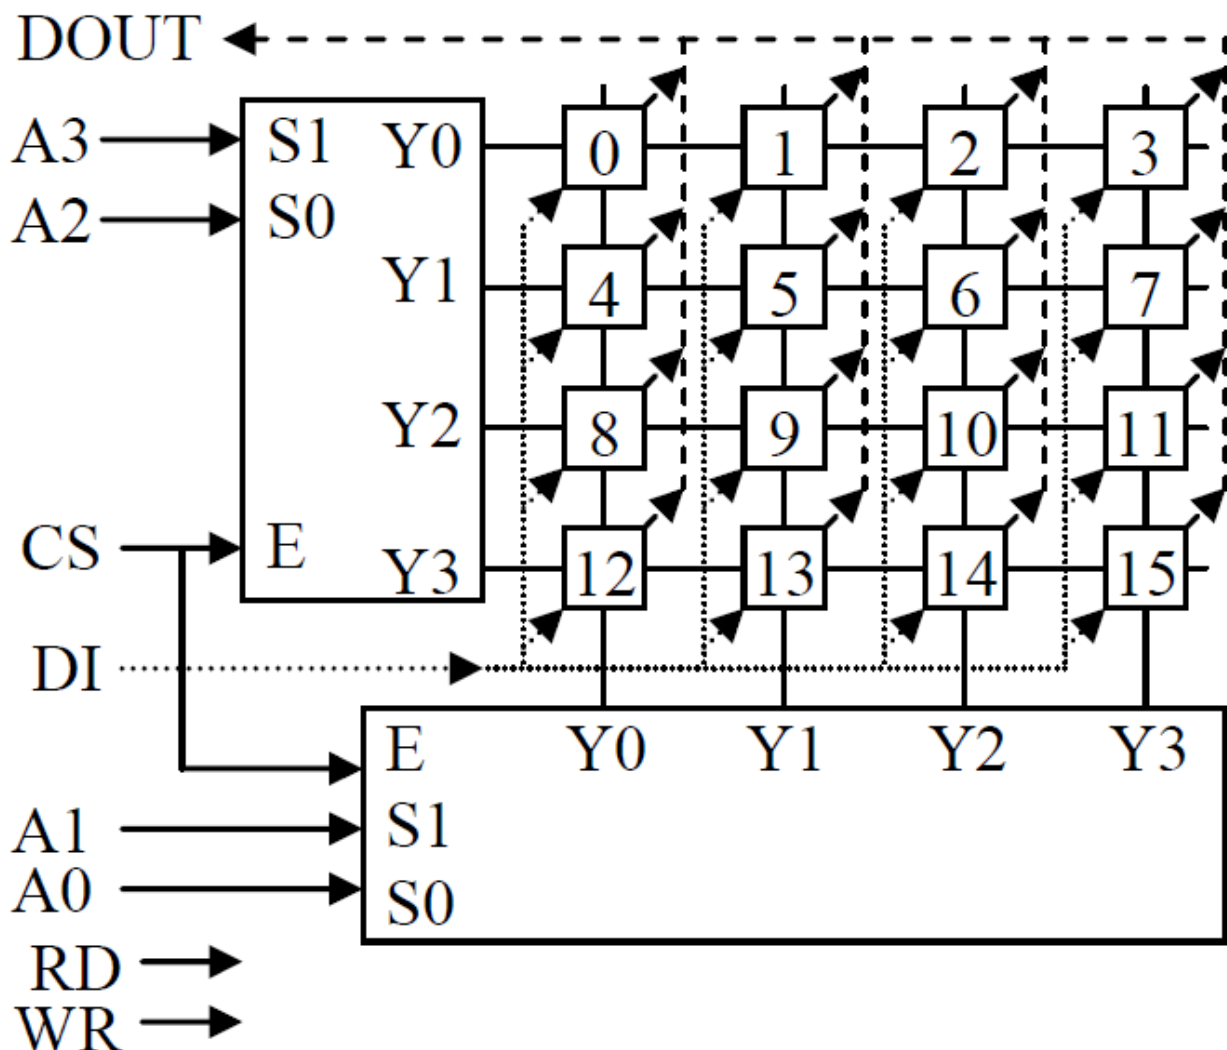 DOUT
A3 S1 Y0 0 1 2 3
A2 S0
Y1 4 5 6 7
Y2 8 9 10 11
CS E Y3 12 13 14 15
DI
E Y0 Y1 Y2 Y3
A1 S1
A0 S0
RD
WR